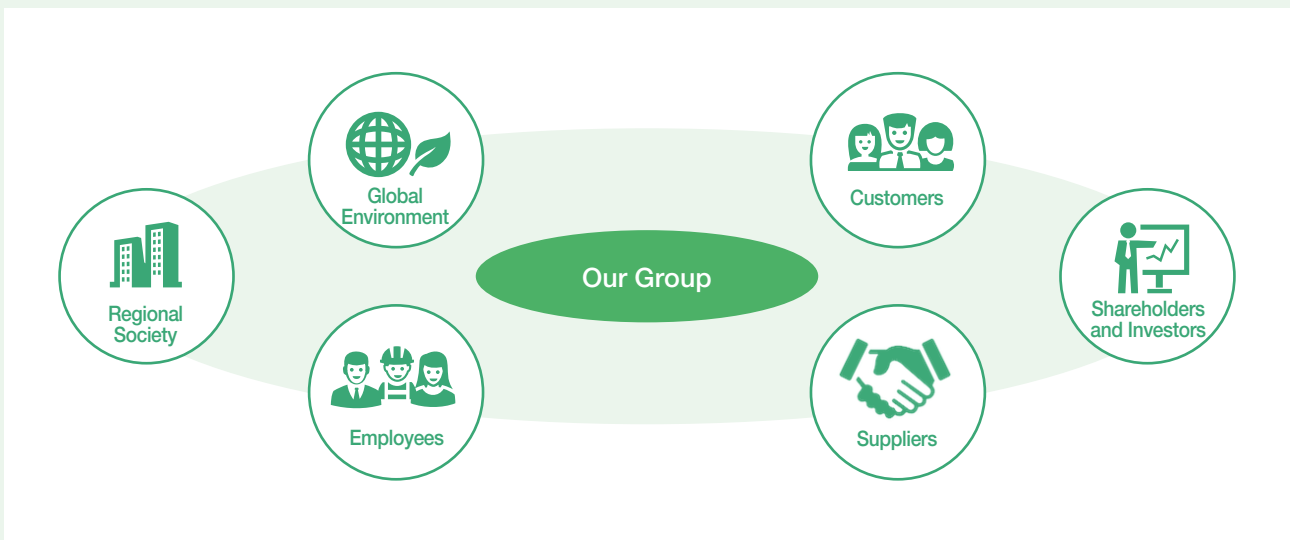 Global
Environment
Customers
Regional
Society
Our Group
Shareholders
and Investors
Employees
Suppliers